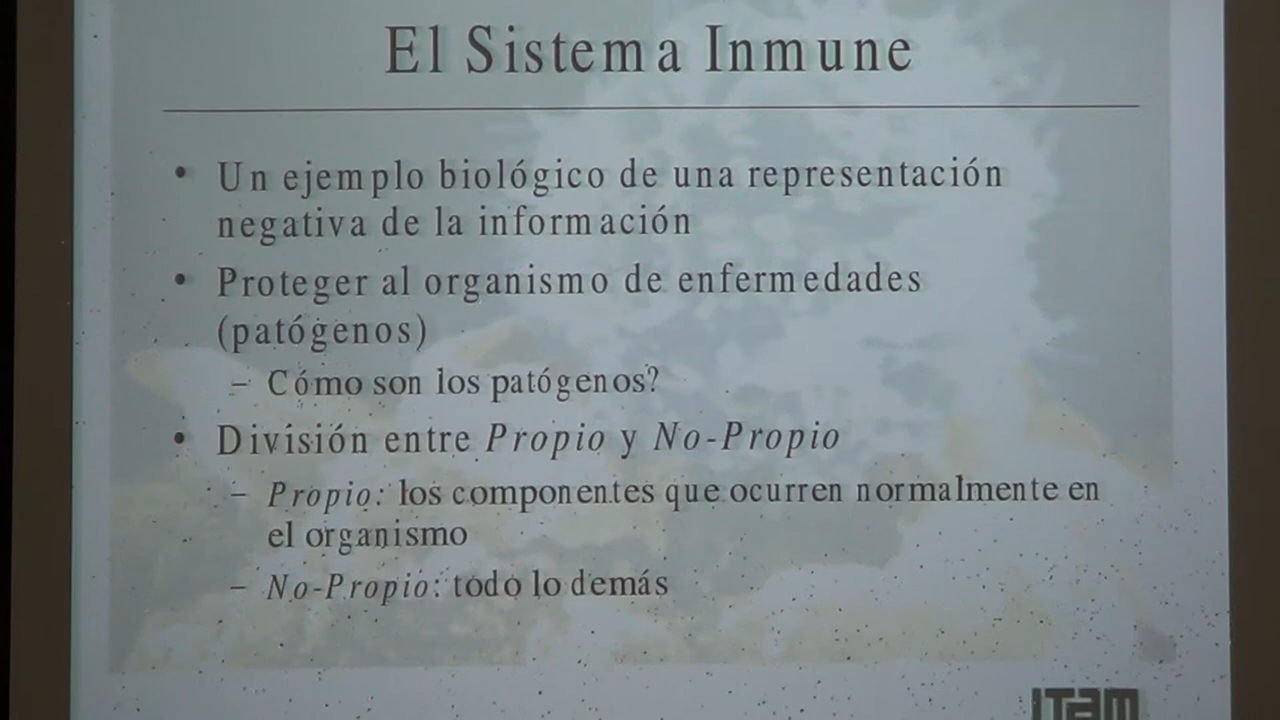 El Sistema Inmune
• Un ejemplo biológico de una representación
negativa de la información
• Proteger al organismo de enfermedades
(patógenos)
– Cómo son los patógenos?
• División entre Propio y No-Propio
– Propio: los componentes que ocurren normalmente en
el organismo
– No-Propio: todo lo demás
ITam